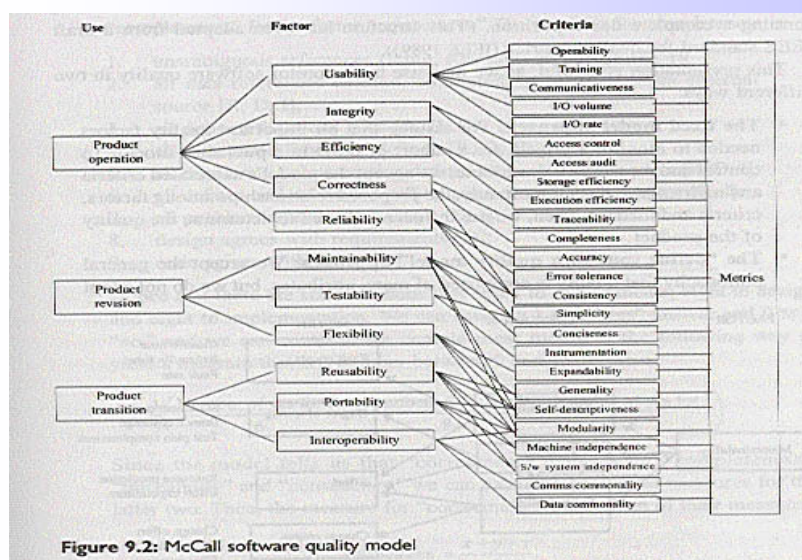 Use
Factor
Criteria
Product
operation
Product
revision
Product
transition
Usability
Integrity
Efficiency
Correctness
Reliability
Maintainability
Testability
Flexibility
Reusability
Portability
Interoperability
Operability
Training
Communicativeness
I/O volume
I/O rate
Access control
Access audit
Storage efficiency
Execution efficiency
Traceability
Completeness
Accuracy
Error tolerance
Consistency
Simplicity
Conciseness
Instrumentation
Expandability
Generality
Self-descriptiveness
Modularity
Machine independence
S/w system independence
Comms commonality
Data commonality
Metrics
Figure 9.2: McCall software quality model